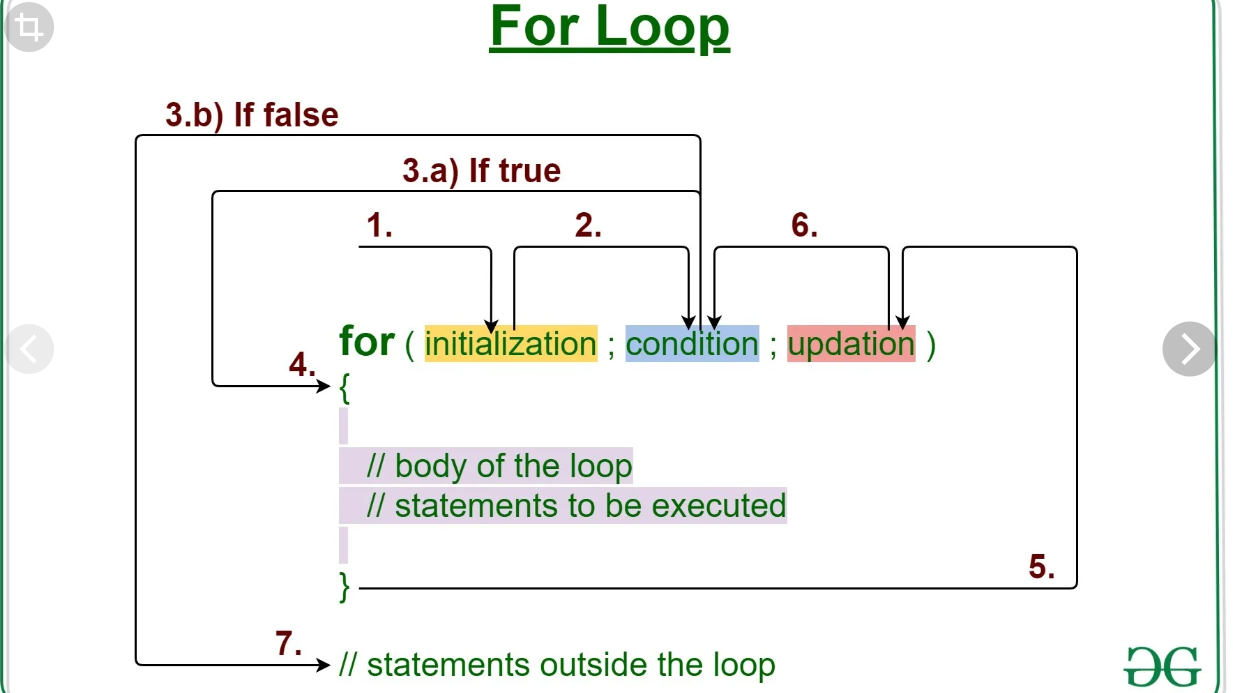 For Loop
3.b) If false
3.a) If true
1.
2.
6.
for ( initialization ; condition ; updation )
4.
{
// body of the loop
// statements to be executed
5.
}
7.
// statements outside the loop